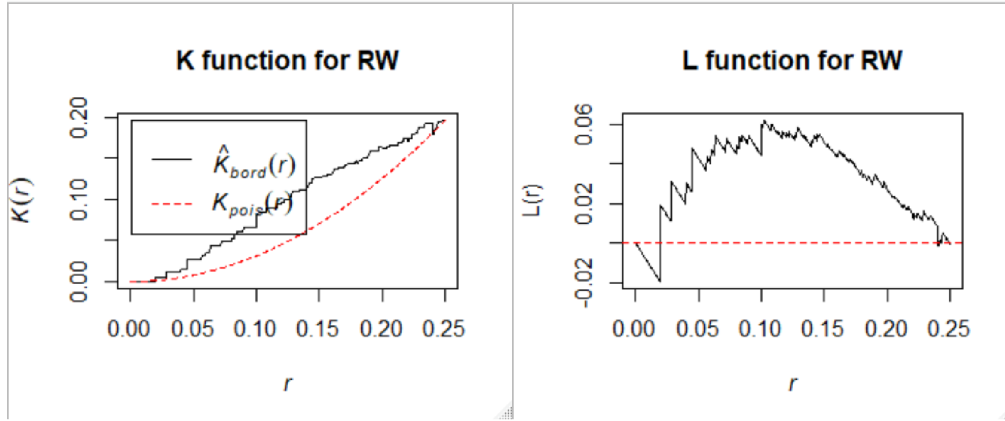 K function for RW
K(r)
0.00 0.10 0.20
K̂bord(r)
Kpois(r)
0.00 0.05 0.10 0.15 0.20 0.25
r
L function for RW
L(r)
-0.02 0.02 0.06
0.00 0.05 0.10 0.15 0.20 0.25
r